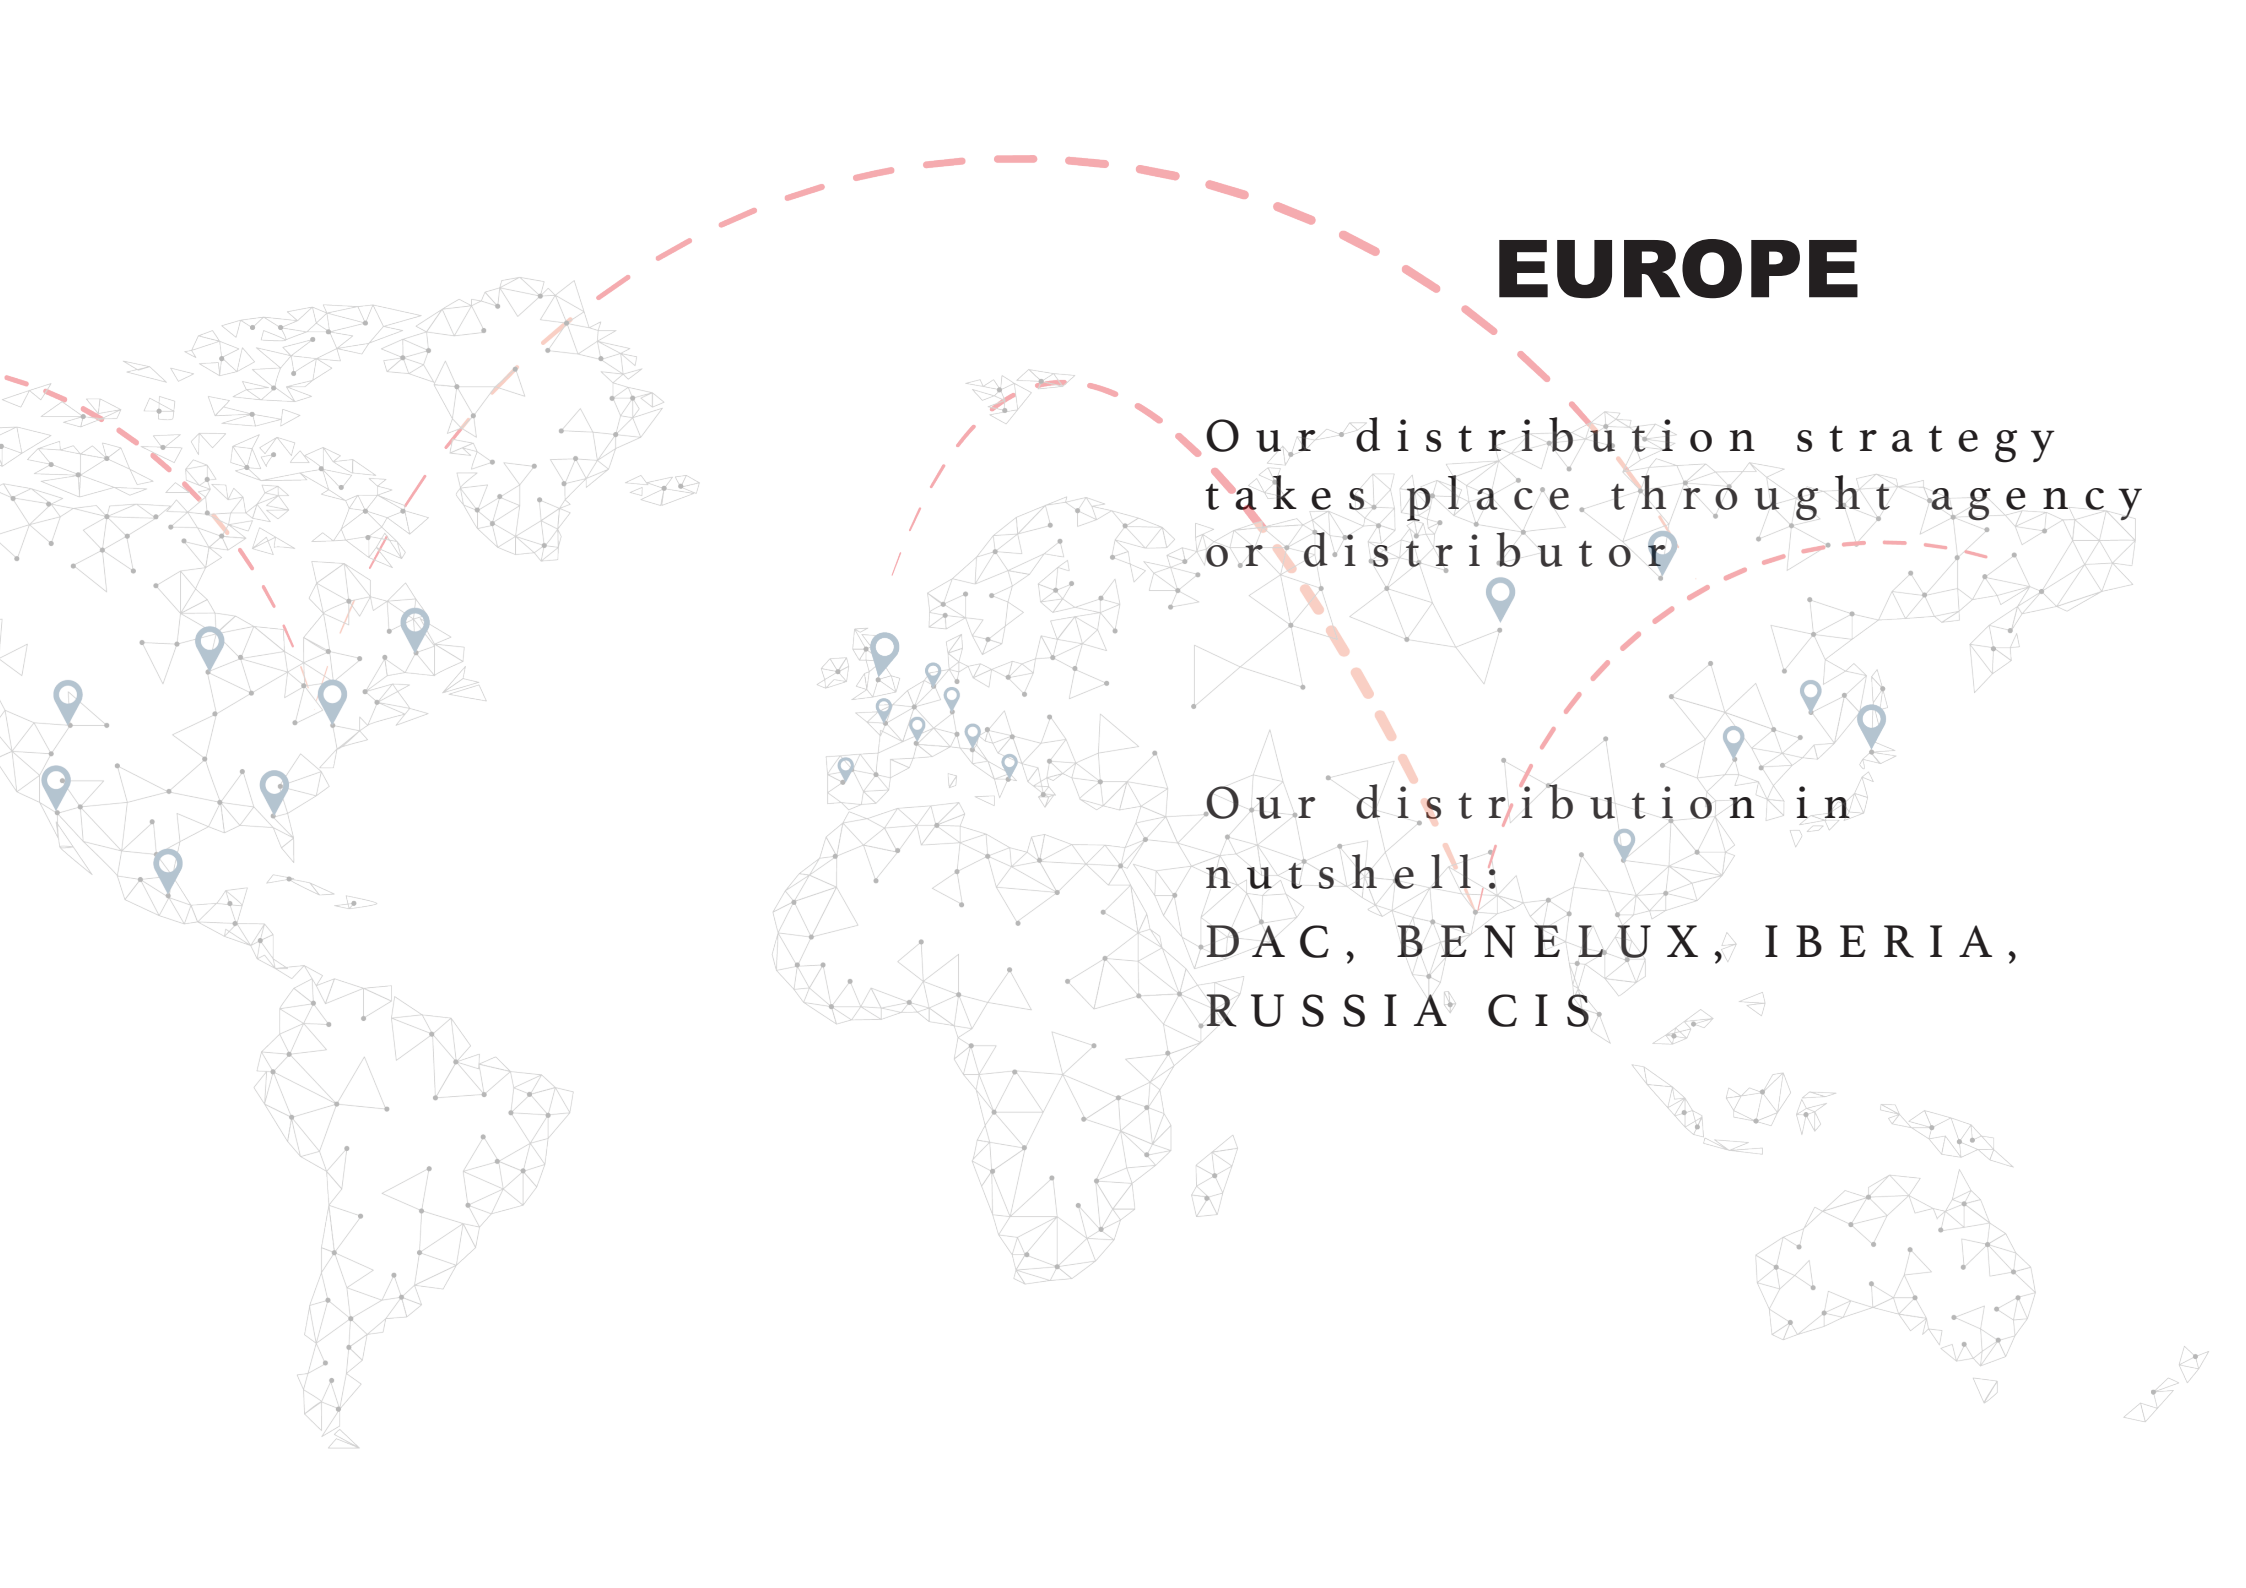 EUROPE
Our distribution strategy
takes place throught agency
or distributor
Our distribution in
nutshell:
DAC, BENELUX, IBERIA,
RUSSIA CIS